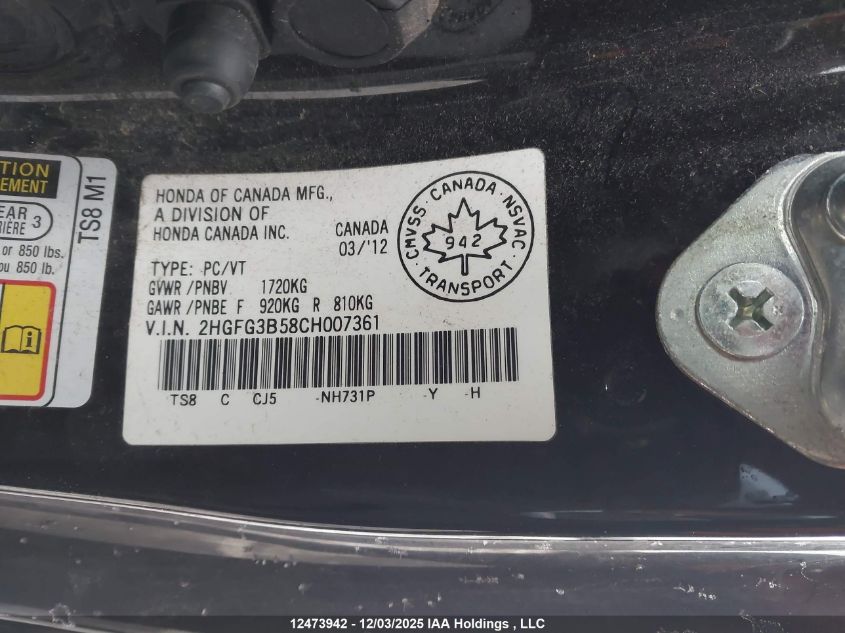 TION
EMENT
EAR
RIÈRE 3
or 850 lbs.
ou 850 lb.
TS8 M1
HONDA OF CANADA MFG.,
A DIVISION OF
HONDA CANADA INC.
CANADA
03/'12
CMVSS · CANADA · NSVAC
942
· TRANSPORT ·
TYPE: PC/VT
GVWR/PNBV 1720KG
GAWR/PNBE F 920KG R 810KG
V.I.N. 2HGFG3B58CH007361
TS8 C CJ5 -NH731P -Y -H
12473942 - 12/03/2025 IAA Holdings , LLC